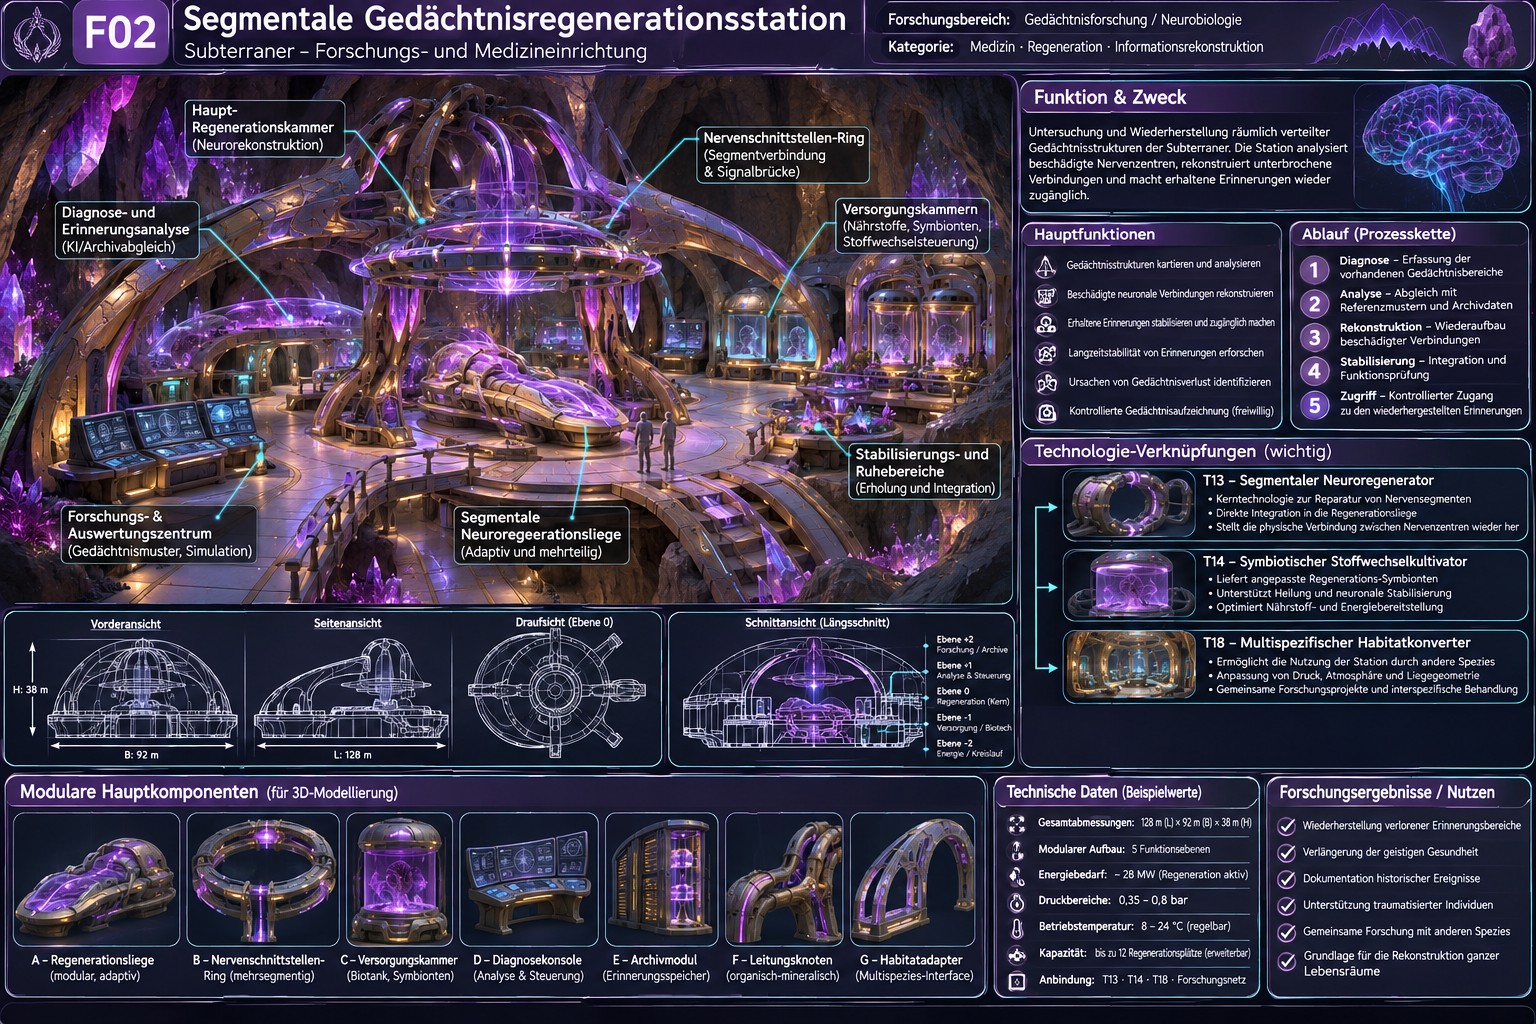 F02
Segmentale Gedächtnisregenerationsstation
Subterraner – Forschungs- und Medizineinrichtung
Forschungsbereich: Gedächtnisforschung / Neurobiologie
Kategorie: Medizin · Regeneration · Informationsrekonstruktion
Haupt-
Regenerationskammer
(Neurorekonstruktion)
Nervenschnittstellen-Ring
(Segmentverbindung
& Signalbrücke)
Diagnose- und
Erinnerungsanalyse
(KI/Archivabgleich)
Versorgungskammern
(Nährstoffe, Symbionten,
Stoffwechselsteuerung)
Stabilisierungs- und
Ruhebereiche
(Erholung und Integration)
Forschungs- &
Auswertungszentrum
(Gedächtnismuster, Simulation)
Segmentale
Neuroregeerationsliege
(Adaptiv und mehrteilig)
Funktion & Zweck
Untersuchung und Wiederherstellung räumlich verteilter
Gedächtnisstrukturen der Subterraner. Die Station analysiert
beschädigte Nervenzentren, rekonstruiert unterbrochene
Verbindungen und macht erhaltene Erinnerungen wieder
zugänglich.
Hauptfunktionen
Gedächtnisstrukturen kartieren und analysieren
Beschädigte neuronale Verbindungen rekonstruieren
Erhaltene Erinnerungen stabilisieren und zugänglich machen
Langzeitstabilität von Erinnerungen erforschen
Ursachen von Gedächtnisverlust identifizieren
Kontrollierte Gedächtnisaufzeichnung (freiwillig)
Ablauf (Prozesskette)
1 Diagnose – Erfassung der
vorhandenen Gedächtnisbereiche
2 Analyse – Abgleich mit
Referenzmustern und Archivdaten
3 Rekonstruktion – Wiederaufbau
beschädigter Verbindungen
4 Stabilisierung – Integration und
Funktionsprüfung
5 Zugriff – Kontrollierter Zugang
zu den wiederhergestellten Erinnerungen
Technologie-Verknüpfungen (wichtig)
T13 – Segmentaler Neuroregenerator
• Kerntechnologie zur Reparatur von Nervensegmenten
• Direkte Integration in die Regenerationsliege
• Stellt die physische Verbindung zwischen Nervenzentren wieder her
T14 – Symbiotischer Stoffwechselkultivator
• Liefert angepasste Regenerations-Symbionten
• Unterstützt Heilung und neuronale Stabilisierung
• Optimiert Nährstoff- und Energiebereitstellung
T18 – Multispezifischer Habitatkonverter
• Ermöglicht die Nutzung der Station durch andere Spezies
• Anpassung von Druck, Atmosphäre und Liegegeometrie
• Gemeinsame Forschungsprojekte und interspezifische Behandlung
Vorderansicht
H: 38 m
B: 92 m
Seitenansicht
L: 128 m
Draufsicht (Ebene 0)
Schnittansicht (Längsschnitt)
Ebene +2
Forschung / Archive
Ebene +1
Analyse & Steuerung
Ebene 0
Regeneration (Kern)
Ebene -1
Versorgung / Biotech
Ebene -2
Energie / Kreislauf
Modulare Hauptkomponenten (für 3D-Modellierung)
A – Regenerationsliege
(modular, adaptiv)
B – Nervenschnittstellen-
Ring (mehrsegmentig)
C – Versorgungskammer
(Biotank, Symbionten)
D – Diagnosekonsole
(Analyse & Steuerung)
E – Archivmodul
(Erinnerungsspeicher)
F – Leitungsknoten
(organisch-mineralisch)
G – Habitatadapter
(Multispezies-Interface)
Technische Daten (Beispielwerte)
Gesamtabmessungen: 128 m (L) × 92 m (B) × 38 m (H)
Modularer Aufbau: 5 Funktionsebenen
Energiebedarf: ~ 28 MW (Regeneration aktiv)
Druckbereiche: 0,35 – 0,8 bar
Betriebstemperatur: 8 – 24 °C (regelbar)
Kapazität: bis zu 12 Regenerationsplätze (erweiterbar)
Anbindung: T13 · T14 · T18 · Forschungsnetz
Forschungsergebnisse / Nutzen
Wiederherstellung verlorener Erinnerungsbereiche
Verlängerung der geistigen Gesundheit
Dokumentation historischer Ereignisse
Unterstützung traumatisierter Individuen
Gemeinsame Forschung mit anderen Spezies
Grundlage für die Rekonstruktion ganzer
Lebensräume